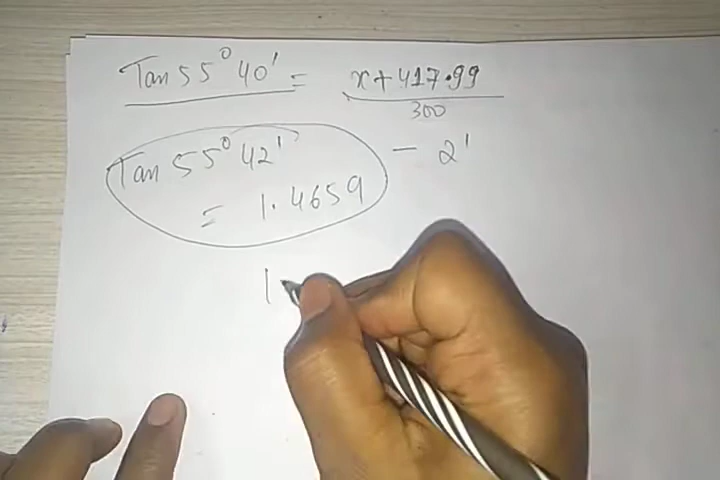 Tan 55° 40' = x + 417.99 / 300
Tan 55° 42' - 2'
= 1.4659
1